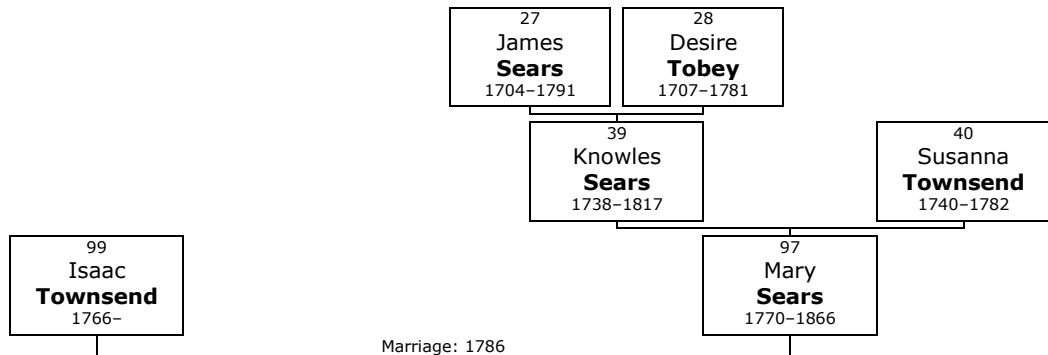 27
James
Sears
1704–1791
28
Desire
Tobey
1707–1781
39
Knowles
Sears
1738–1817
40
Susanna
Townsend
1740–1782
99
Isaac
Townsend
1766–
97
Mary
Sears
1770–1866
Marriage: 1786